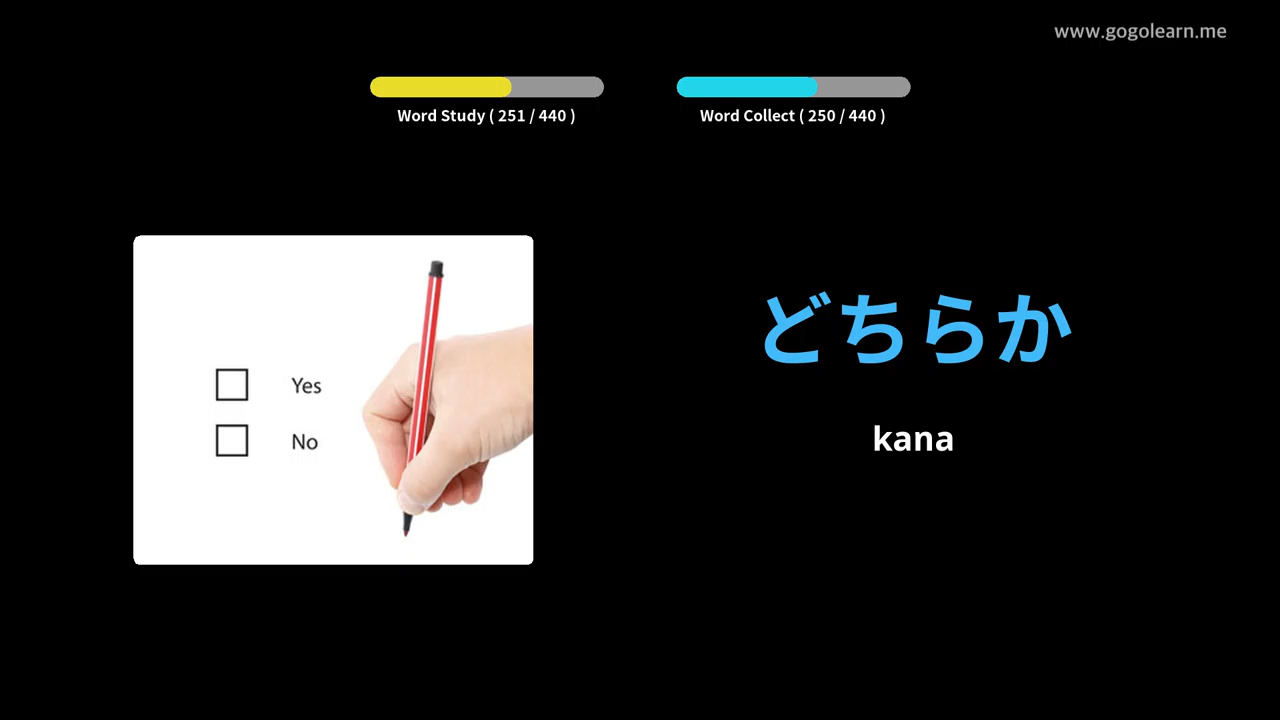 www.gogolearn.me
Word Study ( 251 / 440 )
Word Collect ( 250 / 440 )
Yes
No
どちらか
kana